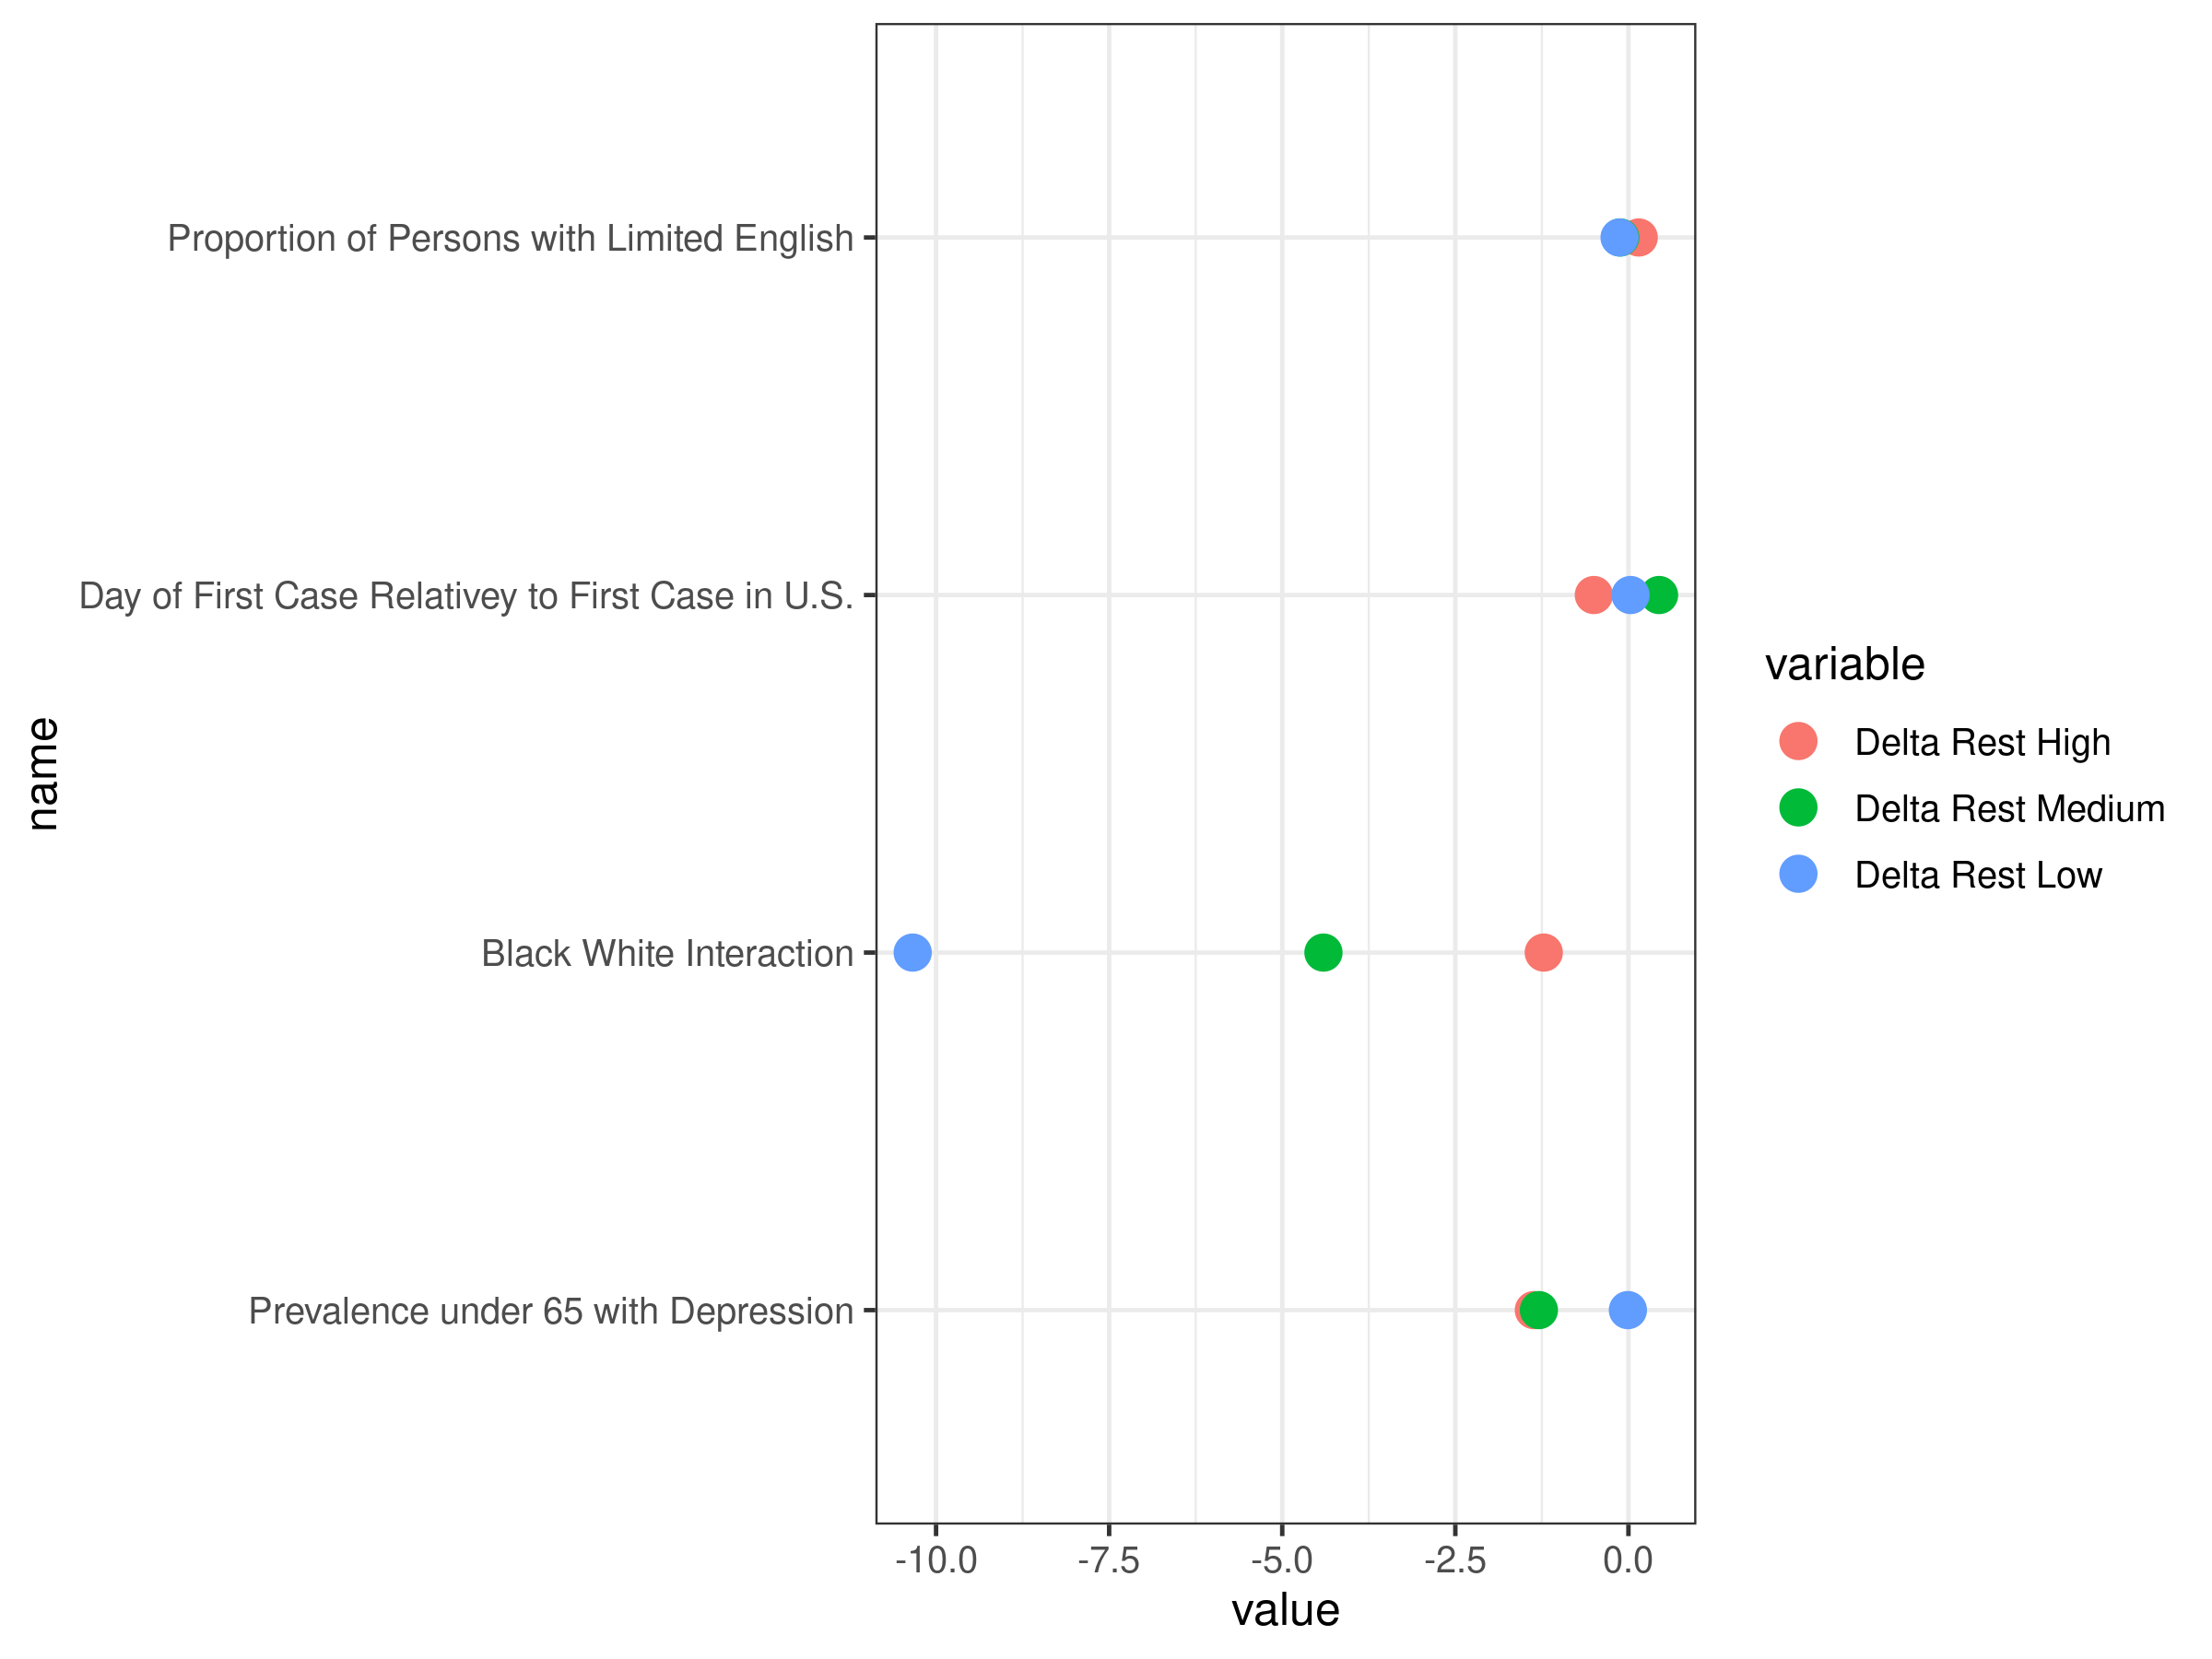 Proportion of Persons with Limited English
Day of First Case Relativey to First Case in U.S.
Black White Interaction
Prevalence under 65 with Depression
name
-10.0
-7.5
-5.0
-2.5
0.0
value
variable
Delta Rest High
Delta Rest Medium
Delta Rest Low